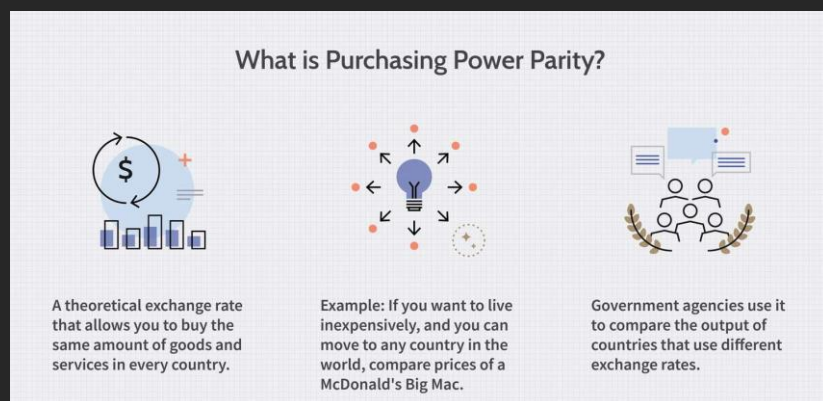 What is Purchasing Power Parity?
$
A theoretical exchange rate
that allows you to buy the
same amount of goods and
services in every country.
Example: If you want to live
inexpensively, and you can
move to any country in the
world, compare prices of a
McDonald's Big Mac.
Government agencies use it
to compare the output of
countries that use different
exchange rates.